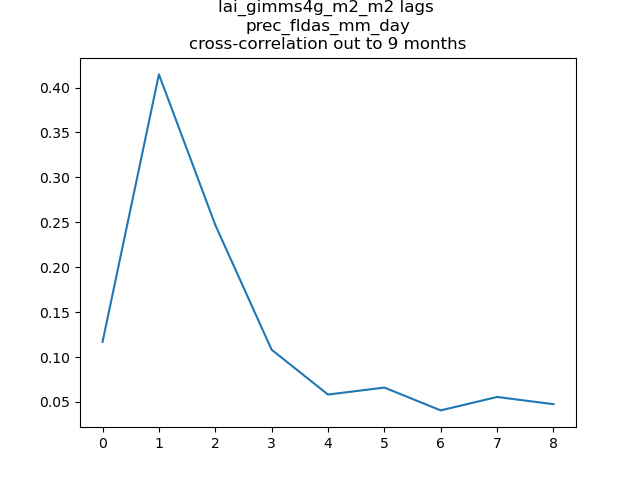 lai_gimms4g_m2_m2 lags
prec_fldas_mm_day
cross-correlation out to 9 months
0.40
0.35
0.30
0.25
0.20
0.15
0.10
0.05
0 1 2 3 4 5 6 7 8